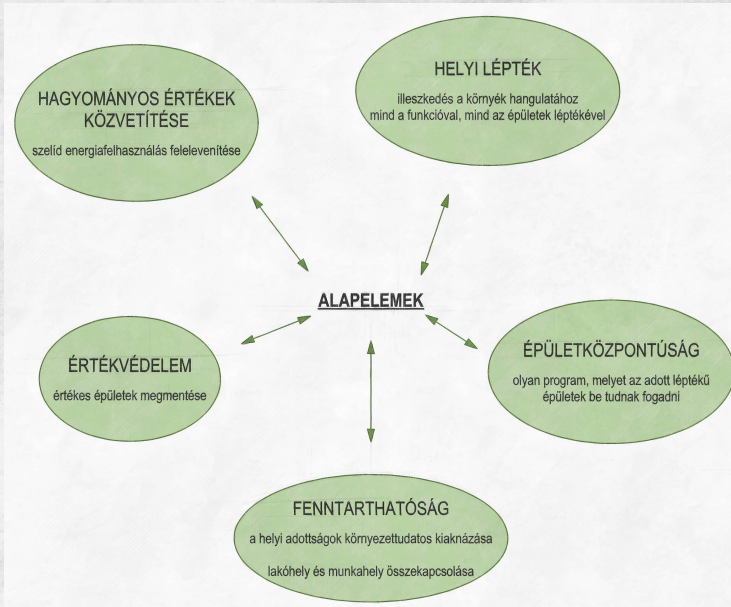 HAGYOMÁNYOS ÉRTÉKEK
KÖZVETÍTÉSE
szelíd energiafelhasználás felelevenítése
HELYI LÉPTÉK
illeszkedés a környék hangulatához
mind a funkcióval, mind az épületek léptékével
ALAPELEMEK
ÉRTÉKVÉDELEM
értékes épületek megmentése
ÉPÜLETKÖZPONTÚSÁG
olyan program, melyet az adott léptékű
épületek be tudnak fogadni
FENNTARTHATÓSÁG
a helyi adottságok környezettudatos kiaknázása
lakóhely és munkahely összekapcsolása